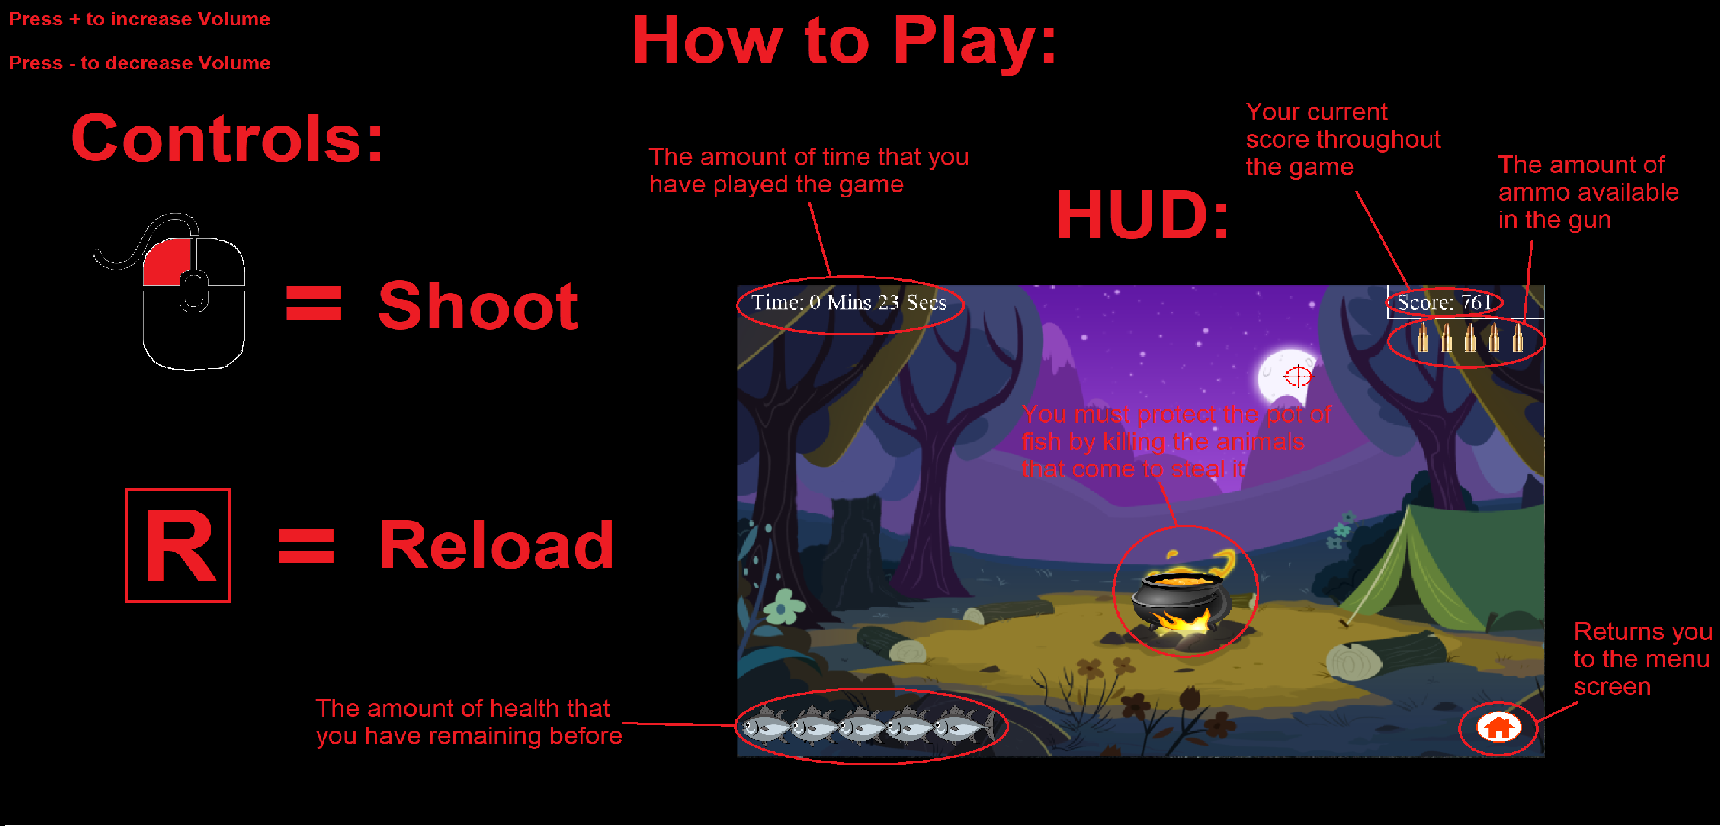 Press + to increase Volume
Press - to decrease Volume
How to Play:
Controls:
= Shoot
R = Reload
HUD:
The amount of time that you
have played the game
Your current
score throughout
the game
The amount of
ammo available
in the gun
Time: 0 Mins 23 Secs
Score: 761
You must protect the pot of
fish by killing the animals
that come to steal it
The amount of health that
you have remaining before
Returns you
to the menu
screen